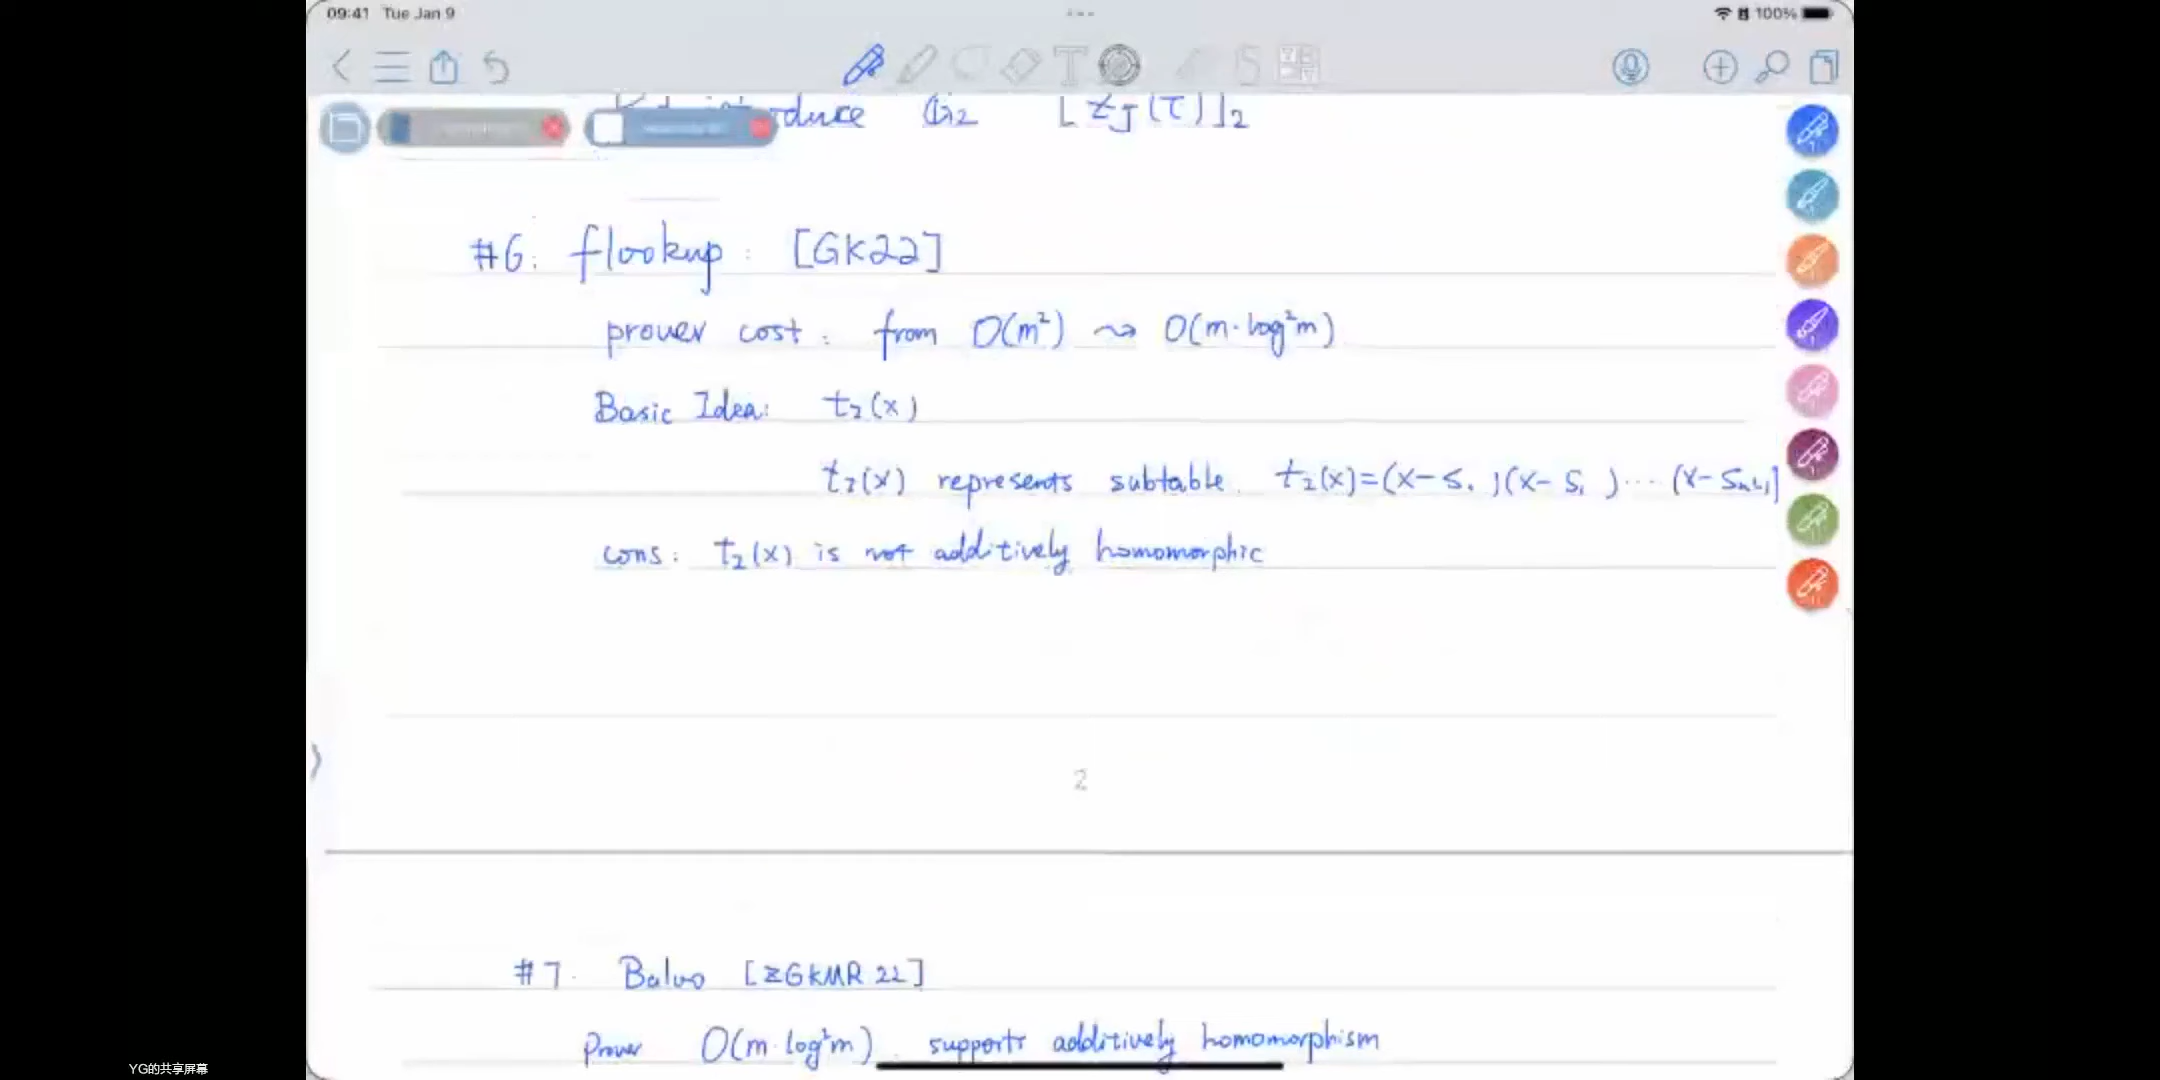 09:41 Tue Jan 9
100%
introduce G2 [ZJ(τ)]2
#6: flookup: [GK22]
prover cost: from O(m²) ⇝ O(m·log²m)
Basic Idea: t2(x)
t2(x) represents subtable. t2(x)=(x-S. )(x-S, )···(x-
cons: t2(x) is not additively homomorphic
2
#7. Baloo [ZGKMR 22]
Prover O(m·log²m). supports additively homomorphism
YG的共享屏幕